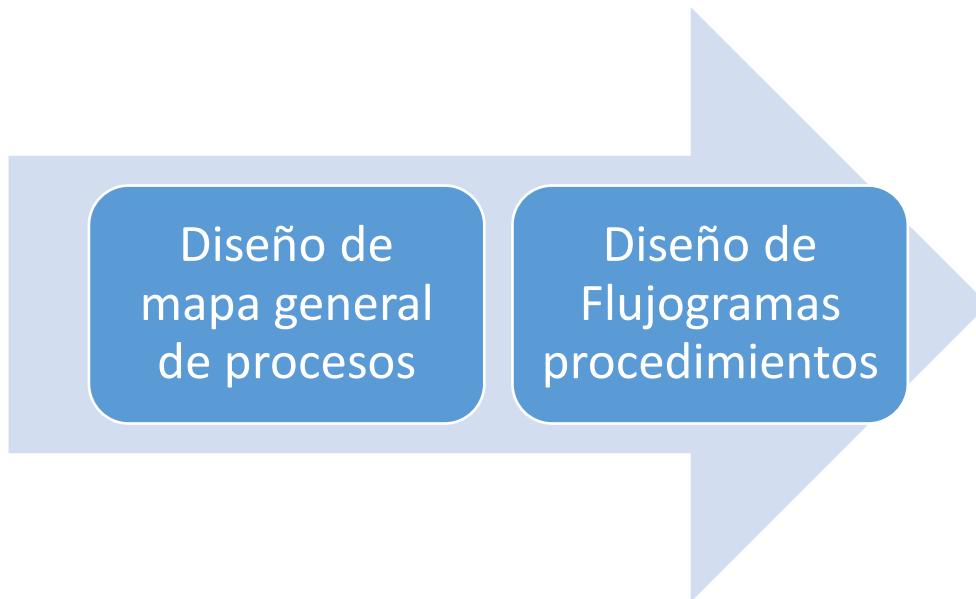 Diseño de
mapa general
de procesos
Diseño de
Flujogramas
procedimientos